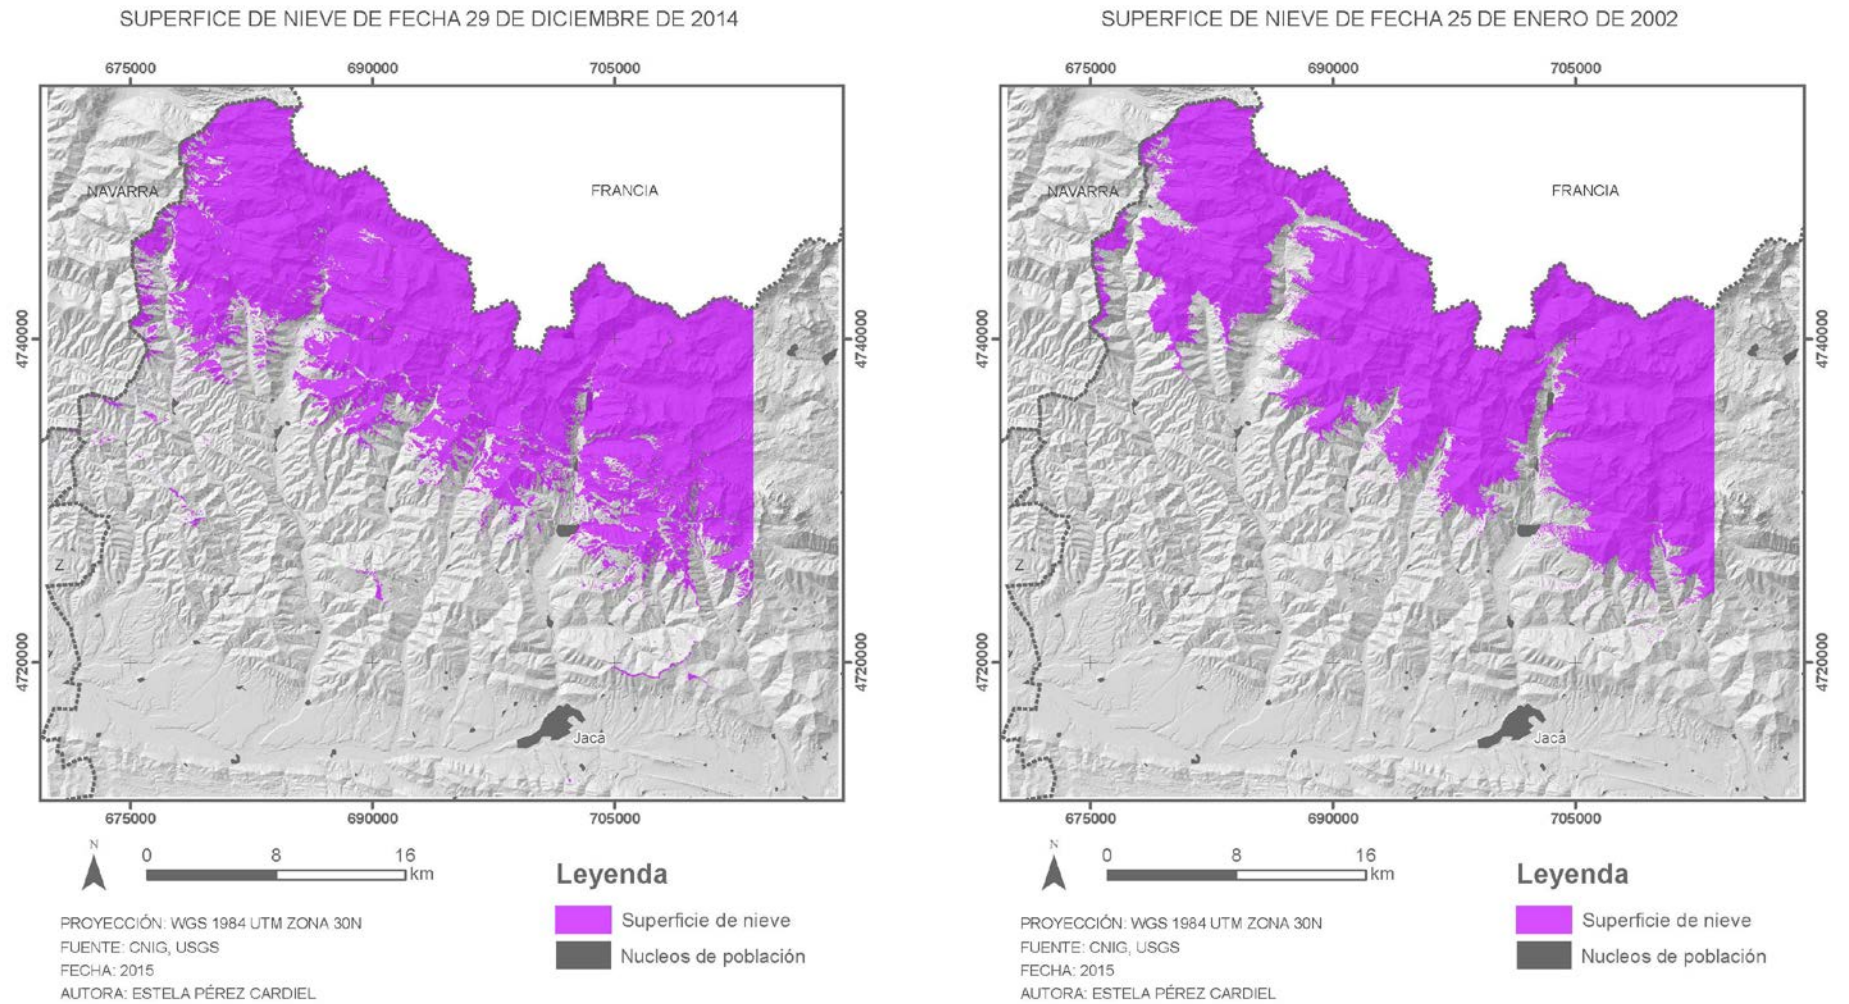 SUPERFICE DE NIEVE DE FECHA 29 DE DICIEMBRE DE 2014
675000 690000 705000
NAVARRA
FRANCIA
4740000 4740000
Z
4720000 4720000
Jaca
675000 690000 705000
N
0 8 16
km
Leyenda
Superficie de nieve
Nucleos de población
PROYECCIÓN: WGS 1984 UTM ZONA 30N
FUENTE: CNIG, USGS
FECHA: 2015
AUTORA: ESTELA PÉREZ CARDIEL
SUPERFICE DE NIEVE DE FECHA 25 DE ENERO DE 2002
675000 690000 705000
NAVARRA
FRANCIA
4740000 4740000
Z
4720000 4720000
Jaca
675000 690000 705000
N
0 8 16
km
Leyenda
Superficie de nieve
Nucleos de población
PROYECCIÓN: WGS 1984 UTM ZONA 30N
FUENTE: CNIG, USGS
FECHA: 2015
AUTORA: ESTELA PÉREZ CARDIEL